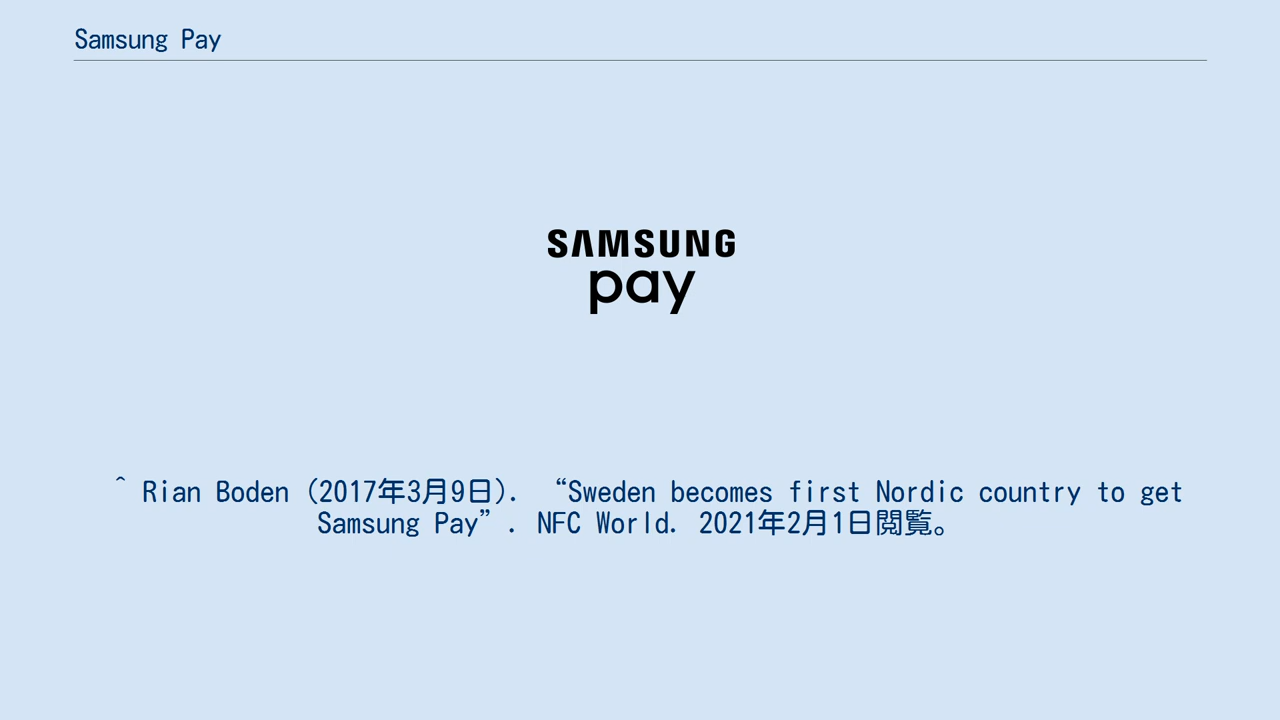 Samsung Pay
SAMSUNG
pay
^ Rian Boden (2017年3月9日). “Sweden becomes first Nordic country to get
Samsung Pay”. NFC World. 2021年2月1日閲覧。